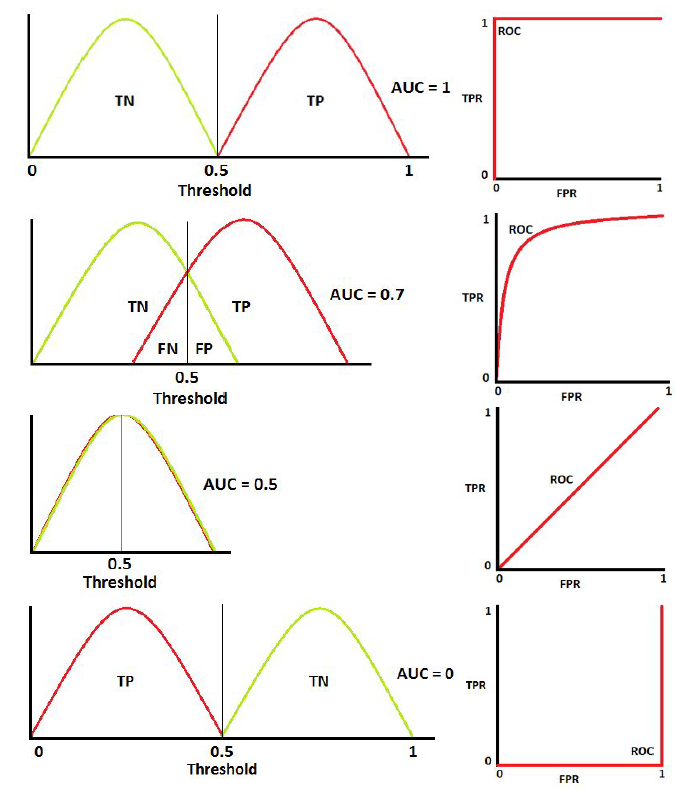 TN
TP
AUC = 1
0
0.5
1
Threshold
1
ROC
TPR
0
0
FPR
1
TN
TP
AUC = 0.7
FN
FP
0.5
Threshold
1
ROC
TPR
0
0
FPR
1
AUC = 0.5
0.5
Threshold
1
TPR
ROC
0
0
FPR
1
TP
TN
AUC = 0
0
0.5
1
Threshold
1
TPR
ROC
0
0
FPR
1